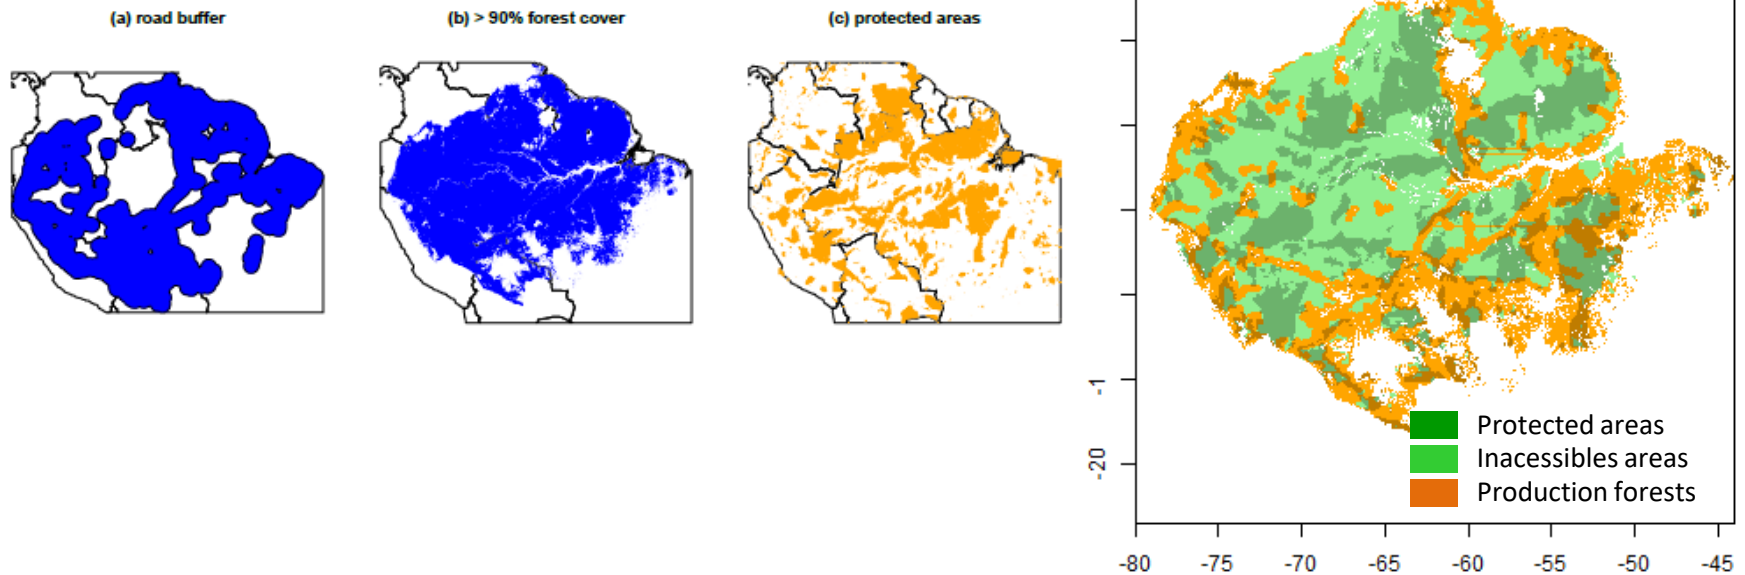 (a) road buffer
(b) > 90% forest cover
(c) protected areas
-1
-20
Protected areas
Inacessibles areas
Production forests
-80 -75 -70 -65 -60 -55 -50 -45